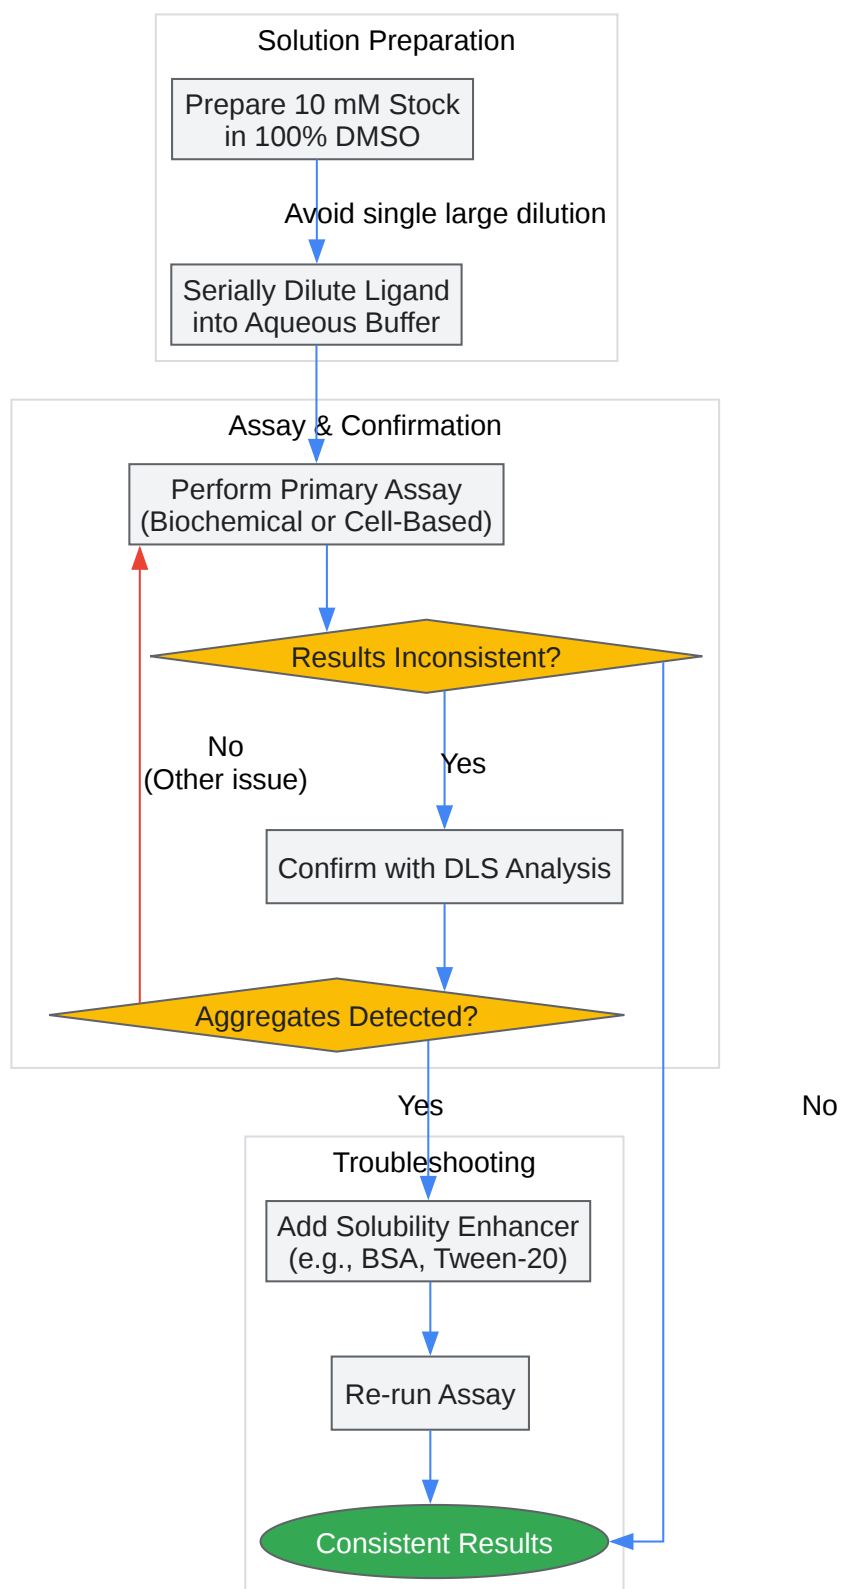 Solution Preparation
Prepare 10 mM Stock
in 100% DMSO
Avoid single large dilution
Serially Dilute Ligand
into Aqueous Buffer
Assay & Confirmation
Perform Primary Assay
(Biochemical or Cell-Based)
Results Inconsistent?
No
(Other issue)
Yes
Confirm with DLS Analysis
Aggregates Detected?
Yes
No
Troubleshooting
Add Solubility Enhancer
(e.g., BSA, Tween-20)
Re-run Assay
Consistent Results